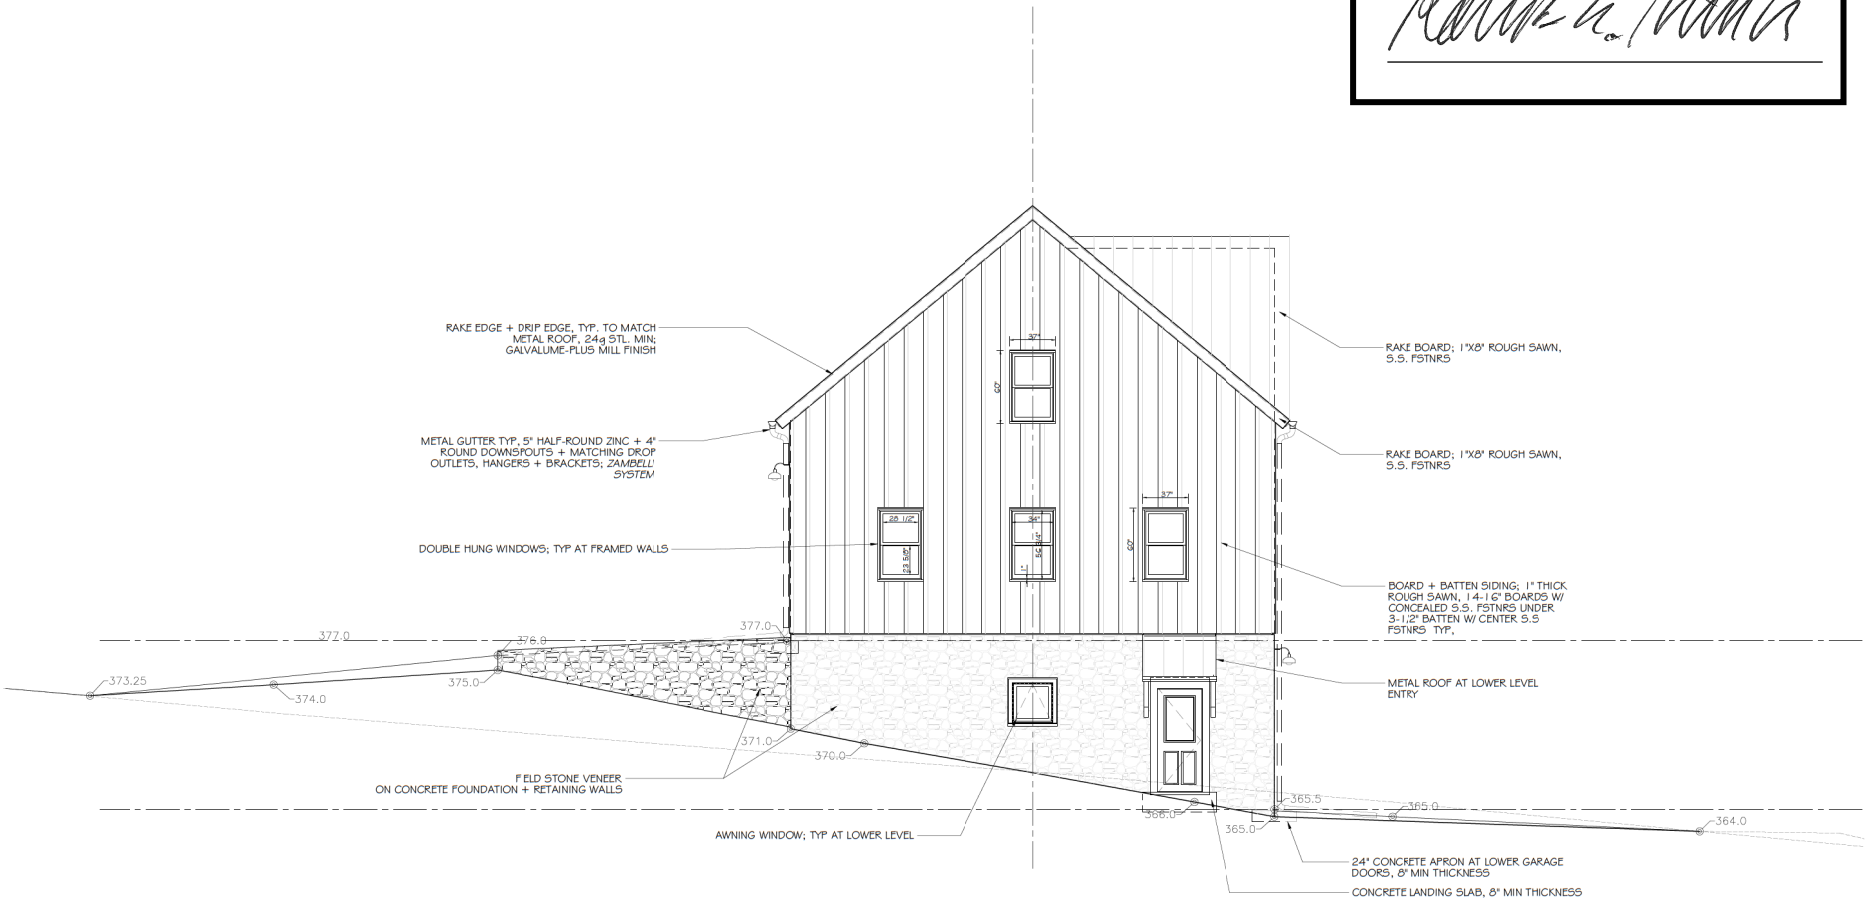 RAKE EDGE + DRIP EDGE, TYP. TO MATCH
METAL ROOF, 24g STL. MIN;
GALVALUME-PLUS MILL FINISH
37"
60"
RAKE BOARD; 1"X8" ROUGH SAWN,
S.S. FSTNRS
METAL GUTTER TYP, 5" HALF-ROUND ZINC + 4"
ROUND DOWNSPOUTS + MATCHING DROP
OUTLETS, HANGERS + BRACKETS; ZAMBELLI
SYSTEM
RAKE BOARD; 1"X8" ROUGH SAWN,
S.S. FSTNRS
37"
28 1/2"
34"
23 5/8"
56 3/4"
1"
60"
DOUBLE HUNG WINDOWS; TYP AT FRAMED WALLS
BOARD + BATTEN SIDING; 1" THICK
ROUGH SAWN, 14-16" BOARDS W/
CONCEALED S.S. FSTNRS UNDER
3-1/2" BATTEN W/ CENTER S.S
FSTNRS TYP.
377.0
376.0
377.0
373.25
374.0
375.0
METAL ROOF AT LOWER LEVEL
ENTRY
371.0
370.0
FIELD STONE VENEER
ON CONCRETE FOUNDATION + RETAINING WALLS
366.0
365.5
365.0
365.0
364.0
AWNING WINDOW; TYP AT LOWER LEVEL
24" CONCRETE APRON AT LOWER GARAGE
DOORS, 8" MIN THICKNESS
CONCRETE LANDING SLAB, 8" MIN THICKNESS